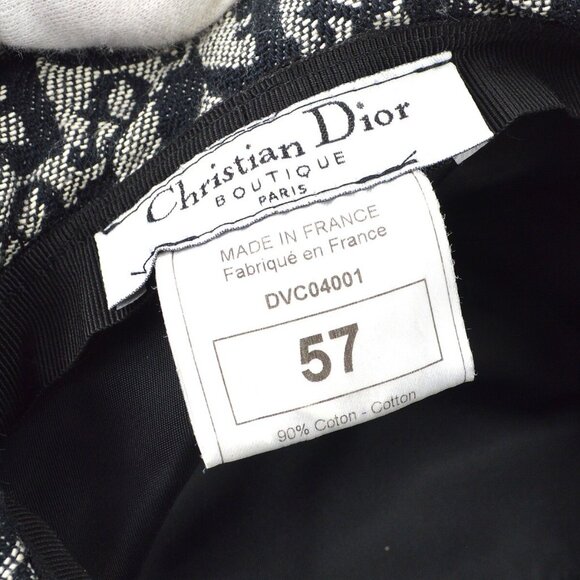 Christian Dior
BOUTIQUE
PARIS
MADE IN FRANCE
Fabriqué en France
DVC04001
57
90% Coton - Cotton